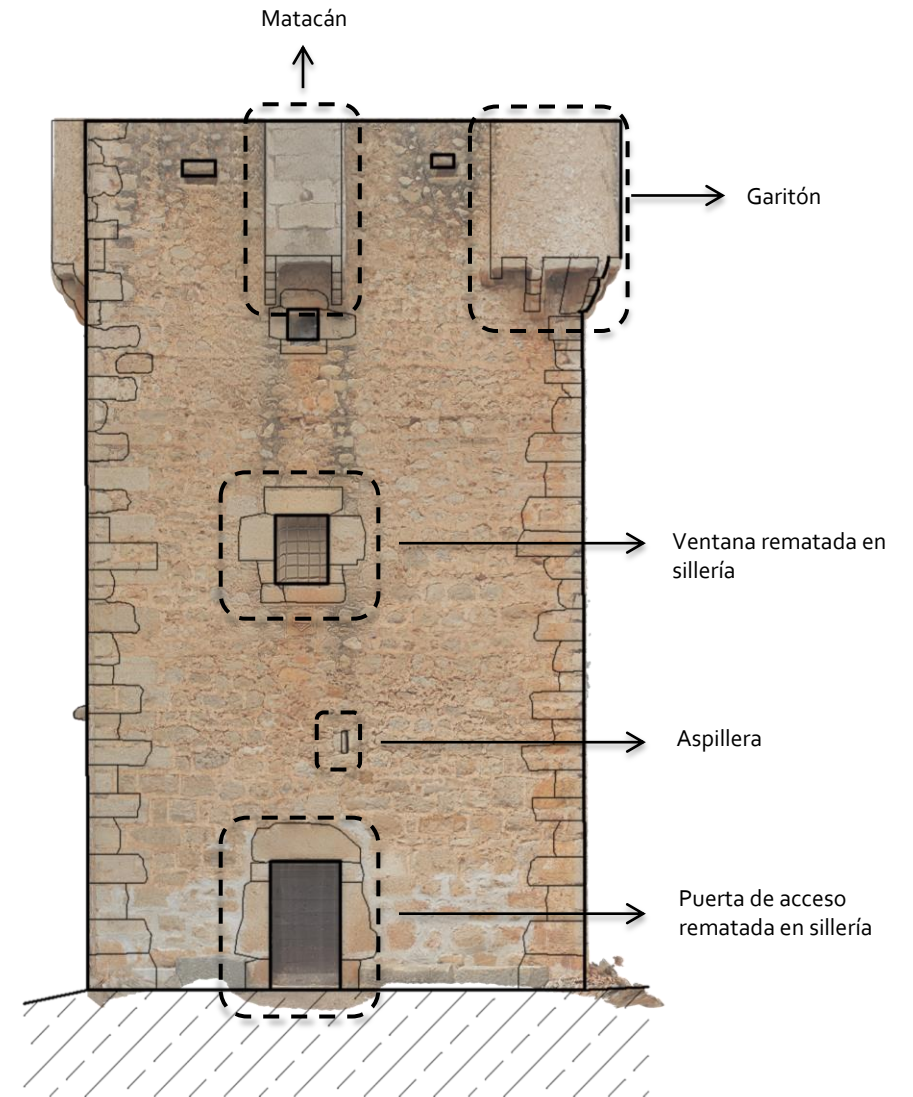 Matacán
Garitón
Ventana rematada en
sillería
Aspillera
Puerta de acceso
rematada en sillería